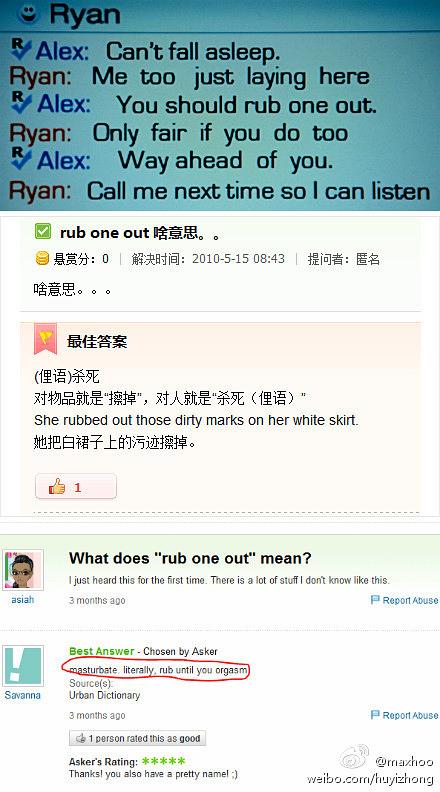 Ryan
Alex: Can't fall asleep.
Ryan: Me too just laying here
Alex: You should rub one out.
Ryan: Only fair if you do too
Alex: Way ahead of you.
Ryan: Call me next time so I can listen
rub one out 啥意思。。
悬赏分：0 | 解决时间：2010-5-15 08:43 | 提问者：匿名
啥意思。。。
最佳答案
(俚语)杀死
对物品就是“擦掉”，对人就是“杀死（俚语）”
She rubbed out those dirty marks on her white skirt.
她把白裙子上的污迹擦掉。
1
What does "rub one out" mean?
I just heard this for the first time. There is a lot of stuff I don't know like this.
asiah
3 months ago
Report Abuse
Best Answer - Chosen by Asker
masturbate. literally, rub until you orgasm
Source(s):
Urban Dictionary
Savanna
3 months ago
Report Abuse
1 person rated this as good
Asker's Rating: ★★★★★
Thanks! you also have a pretty name! ;)
@maxhoo
weibo.com/huyizhong